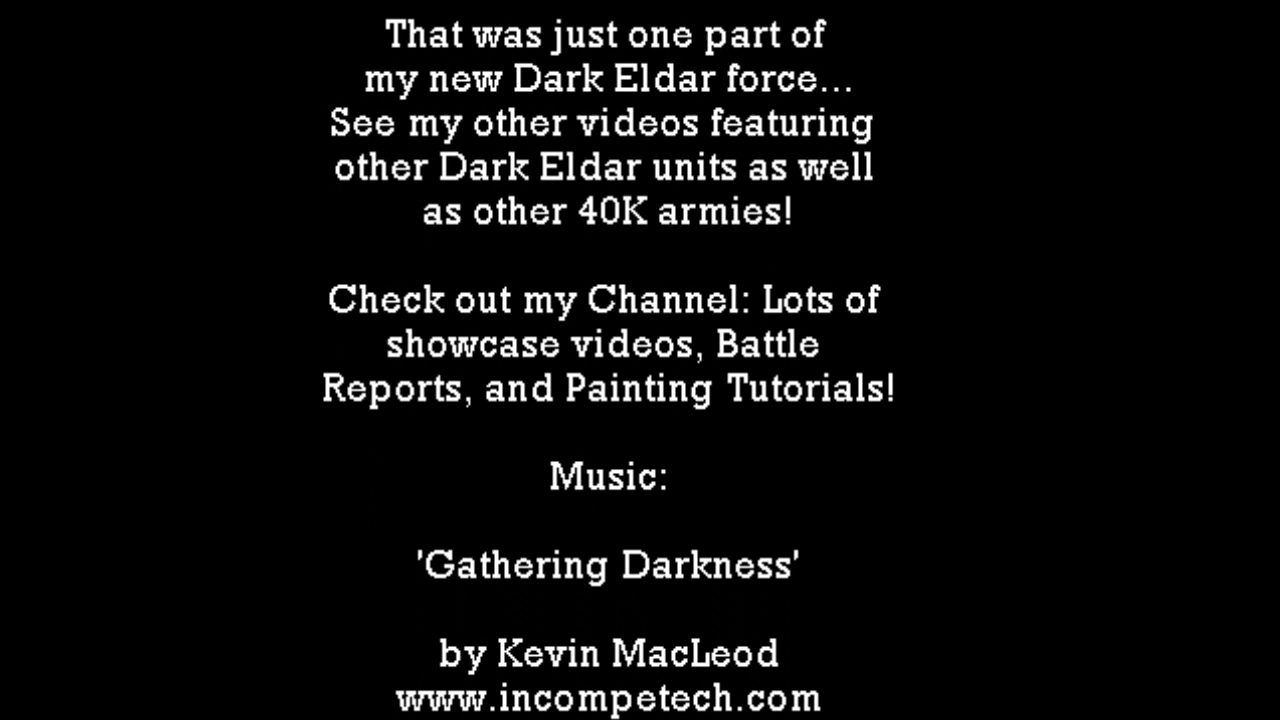 That was just one part of
my new Dark Eldar force...
See my other videos featuring
other Dark Eldar units as well
as other 40K armies!
Check out my Channel: Lots of
showcase videos, Battle
Reports, and Painting Tutorials!
Music:
'Gathering Darkness'
by Kevin MacLeod
www.incompetech.com